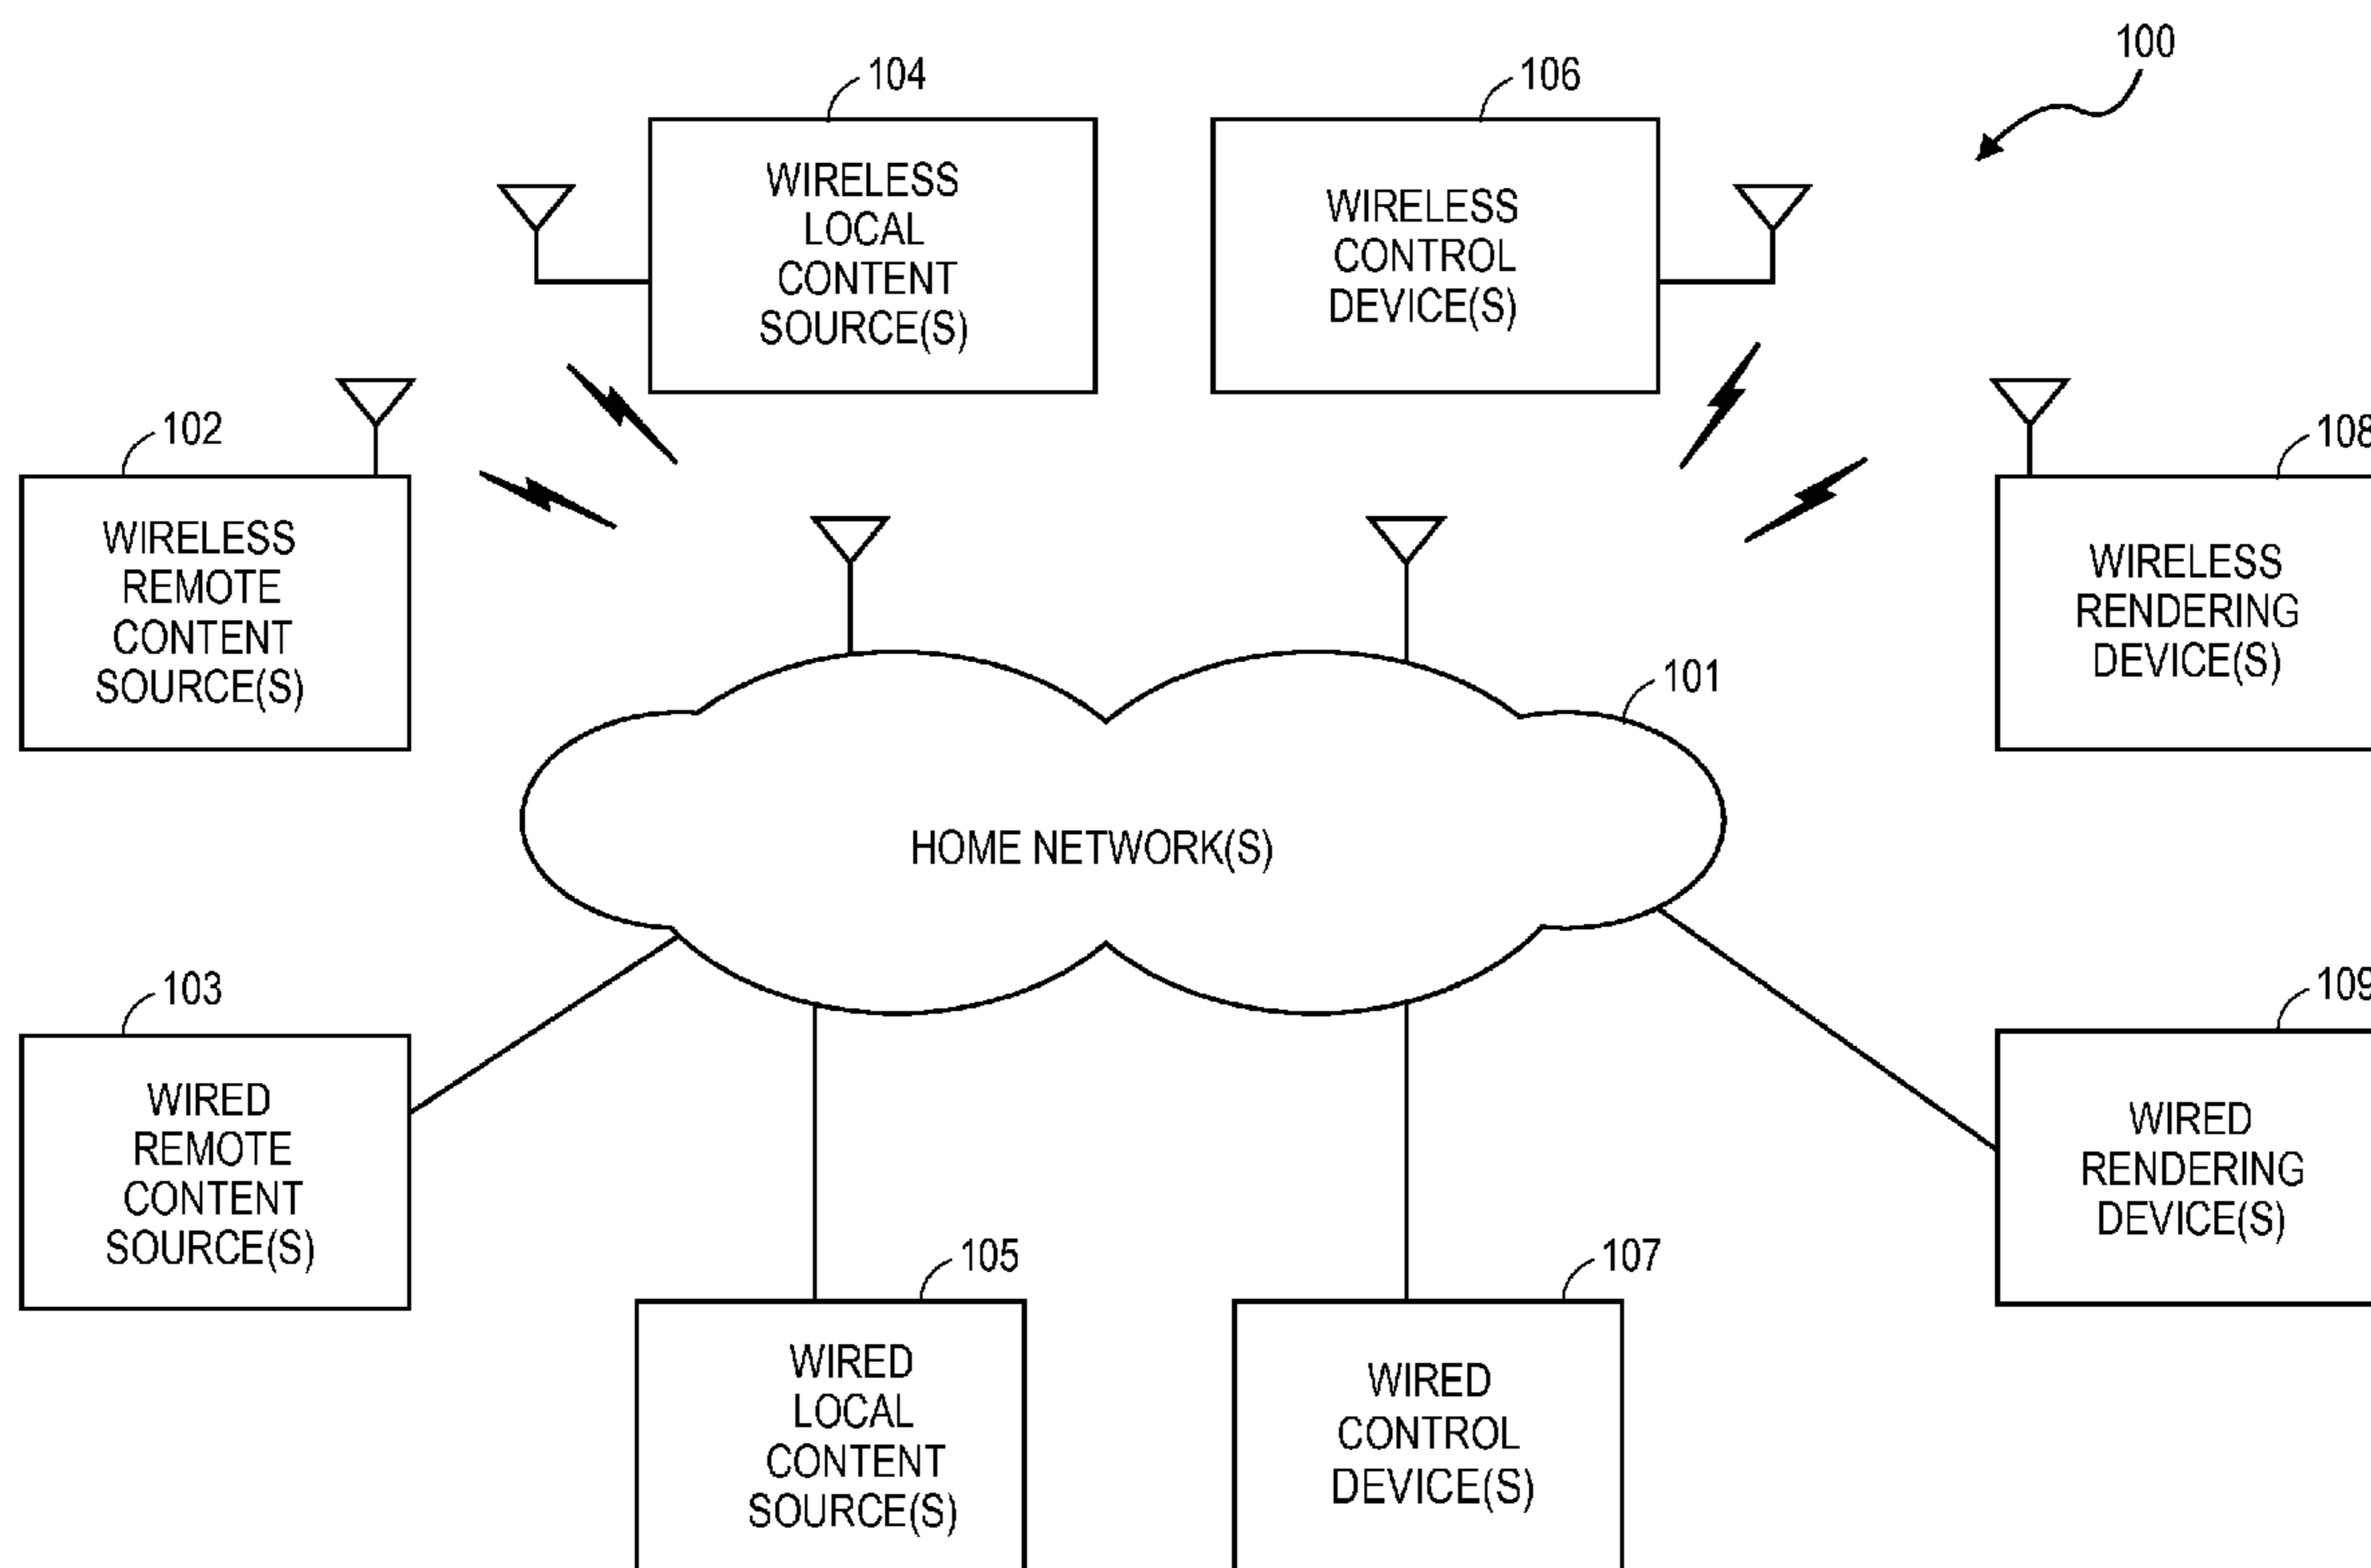 100
104
WIRELESS
LOCAL
CONTENT
SOURCE(S)
106
WIRELESS
CONTROL
DEVICE(S)
102
WIRELESS
REMOTE
CONTENT
SOURCE(S)
108
WIRELESS
RENDERING
DEVICE(S)
101
HOME NETWORK(S)
103
WIRED
REMOTE
CONTENT
SOURCE(S)
109
WIRED
RENDERING
DEVICE(S)
105
WIRED
LOCAL
CONTENT
SOURCE(S)
107
WIRED
CONTROL
DEVICE(S)